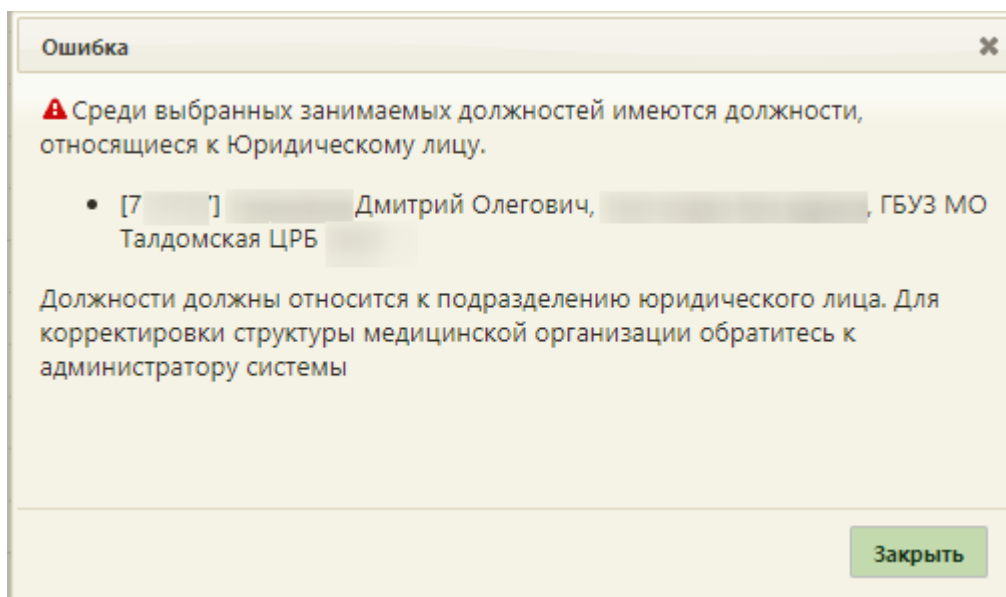 Ошибка
Среди выбранных занимаемых должностей имеются должности,
относящиеся к Юридическому лицу.
[7 '] Дмитрий Олегович, , ГБУЗ МО
Талдомская ЦРБ
Должности должны относится к подразделению юридического лица. Для
корректировки структуры медицинской организации обратитесь к
администратору системы
Закрыть